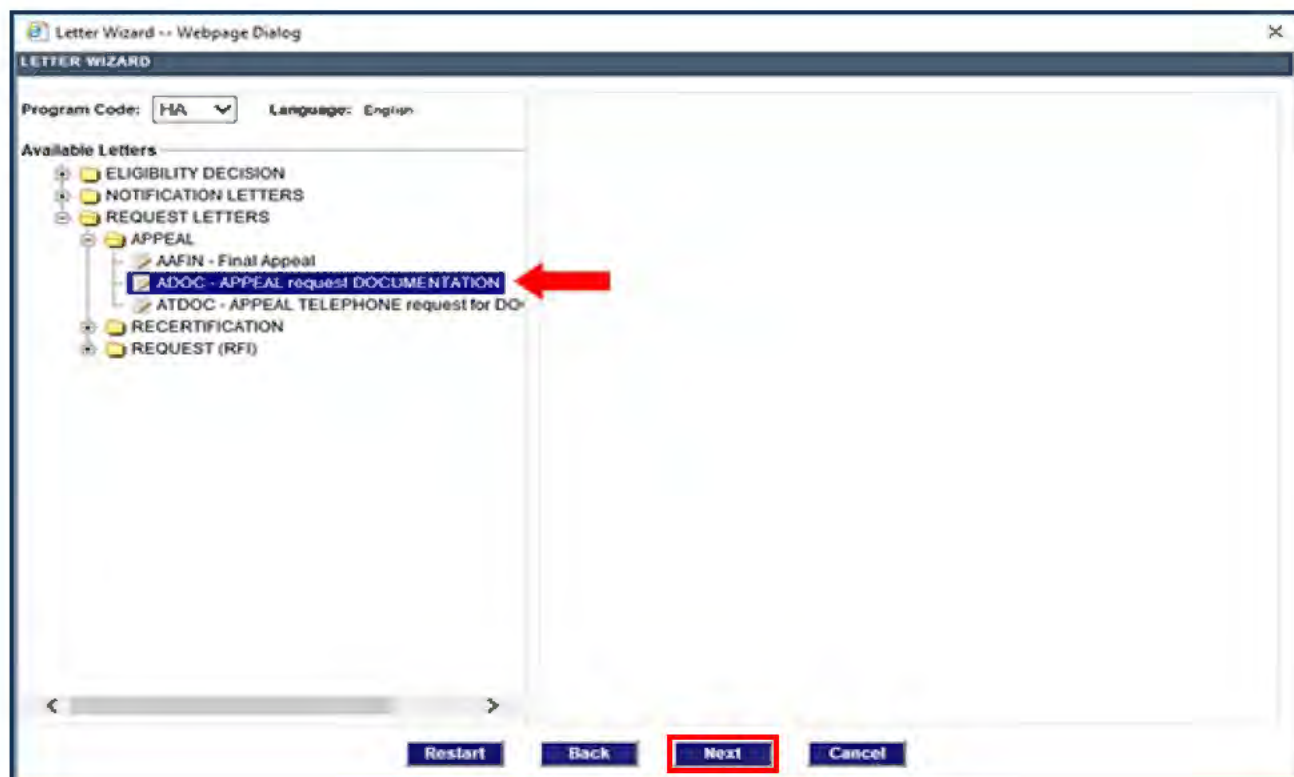 Letter Wizard -- Webpage Dialog
LETTER WIZARD
Program Code: HA Language: English
Available Letters
ELIGIBILITY DECISION
NOTIFICATION LETTERS
REQUEST LETTERS
APPEAL
AAFIN - Final Appeal
ADOC - APPEAL request DOCUMENTATION
ATDOC - APPEAL TELEPHONE request for DO
RECERTIFICATION
REQUEST (RFI)
Restart Back Next Cancel